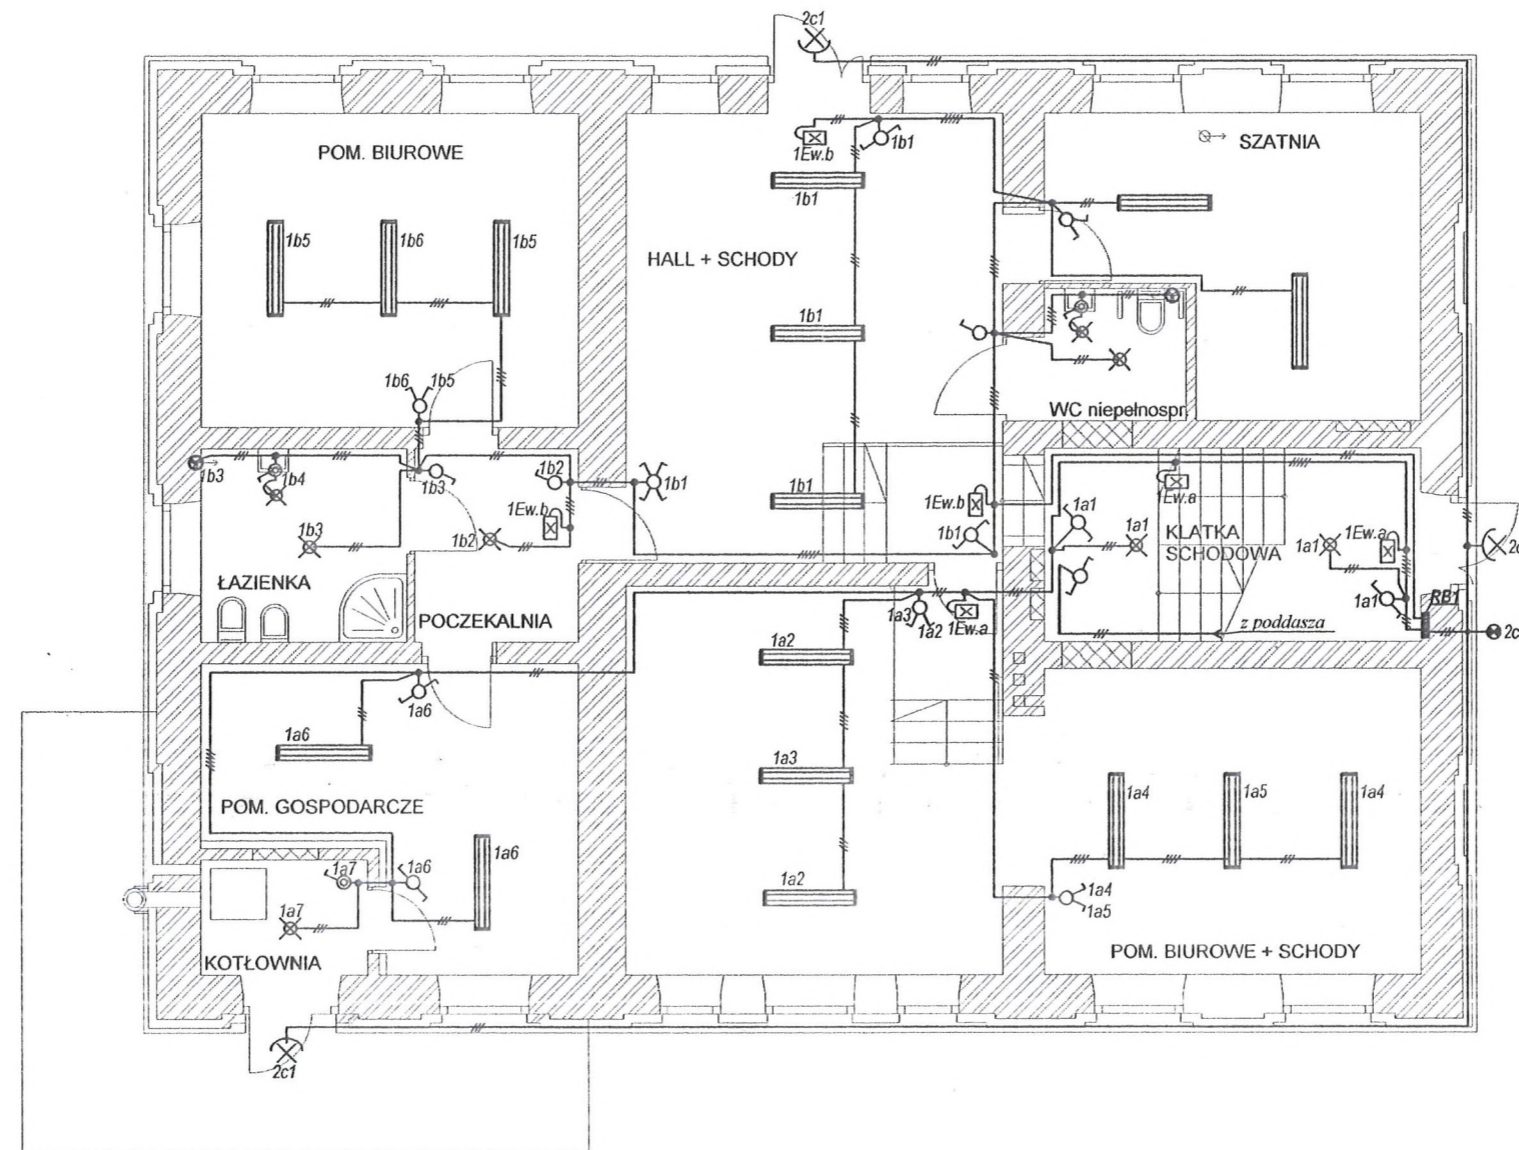 2c1
1Ew.b
1b1
SZATNIA
POM. BIUROWE
1b1
1b5
1b6
1b5
HALL + SCHODY
1b1
1b6
1b5
WC niepełnospr
1b3
1b4
1b3
1b2
1b1
1b1
1Ew.b
1Ew.a
1Ew.b
1b3
1b2
1b1
1a1
1a1
KLATKA
SCHODOWA
1a1
1Ew.a
ŁAZIENKA
1a1
RB1
POCZEKALNIA
1a3
1a2
1Ew.a
z poddasza
1a2
1a6
1a6
1a3
POM. GOSPODARCZE
1a4
1a5
1a4
1a6
1a7
1a6
1a2
1a4
1a5
1a7
KOTŁOWNIA
POM. BIUROWE + SCHODY
2c1